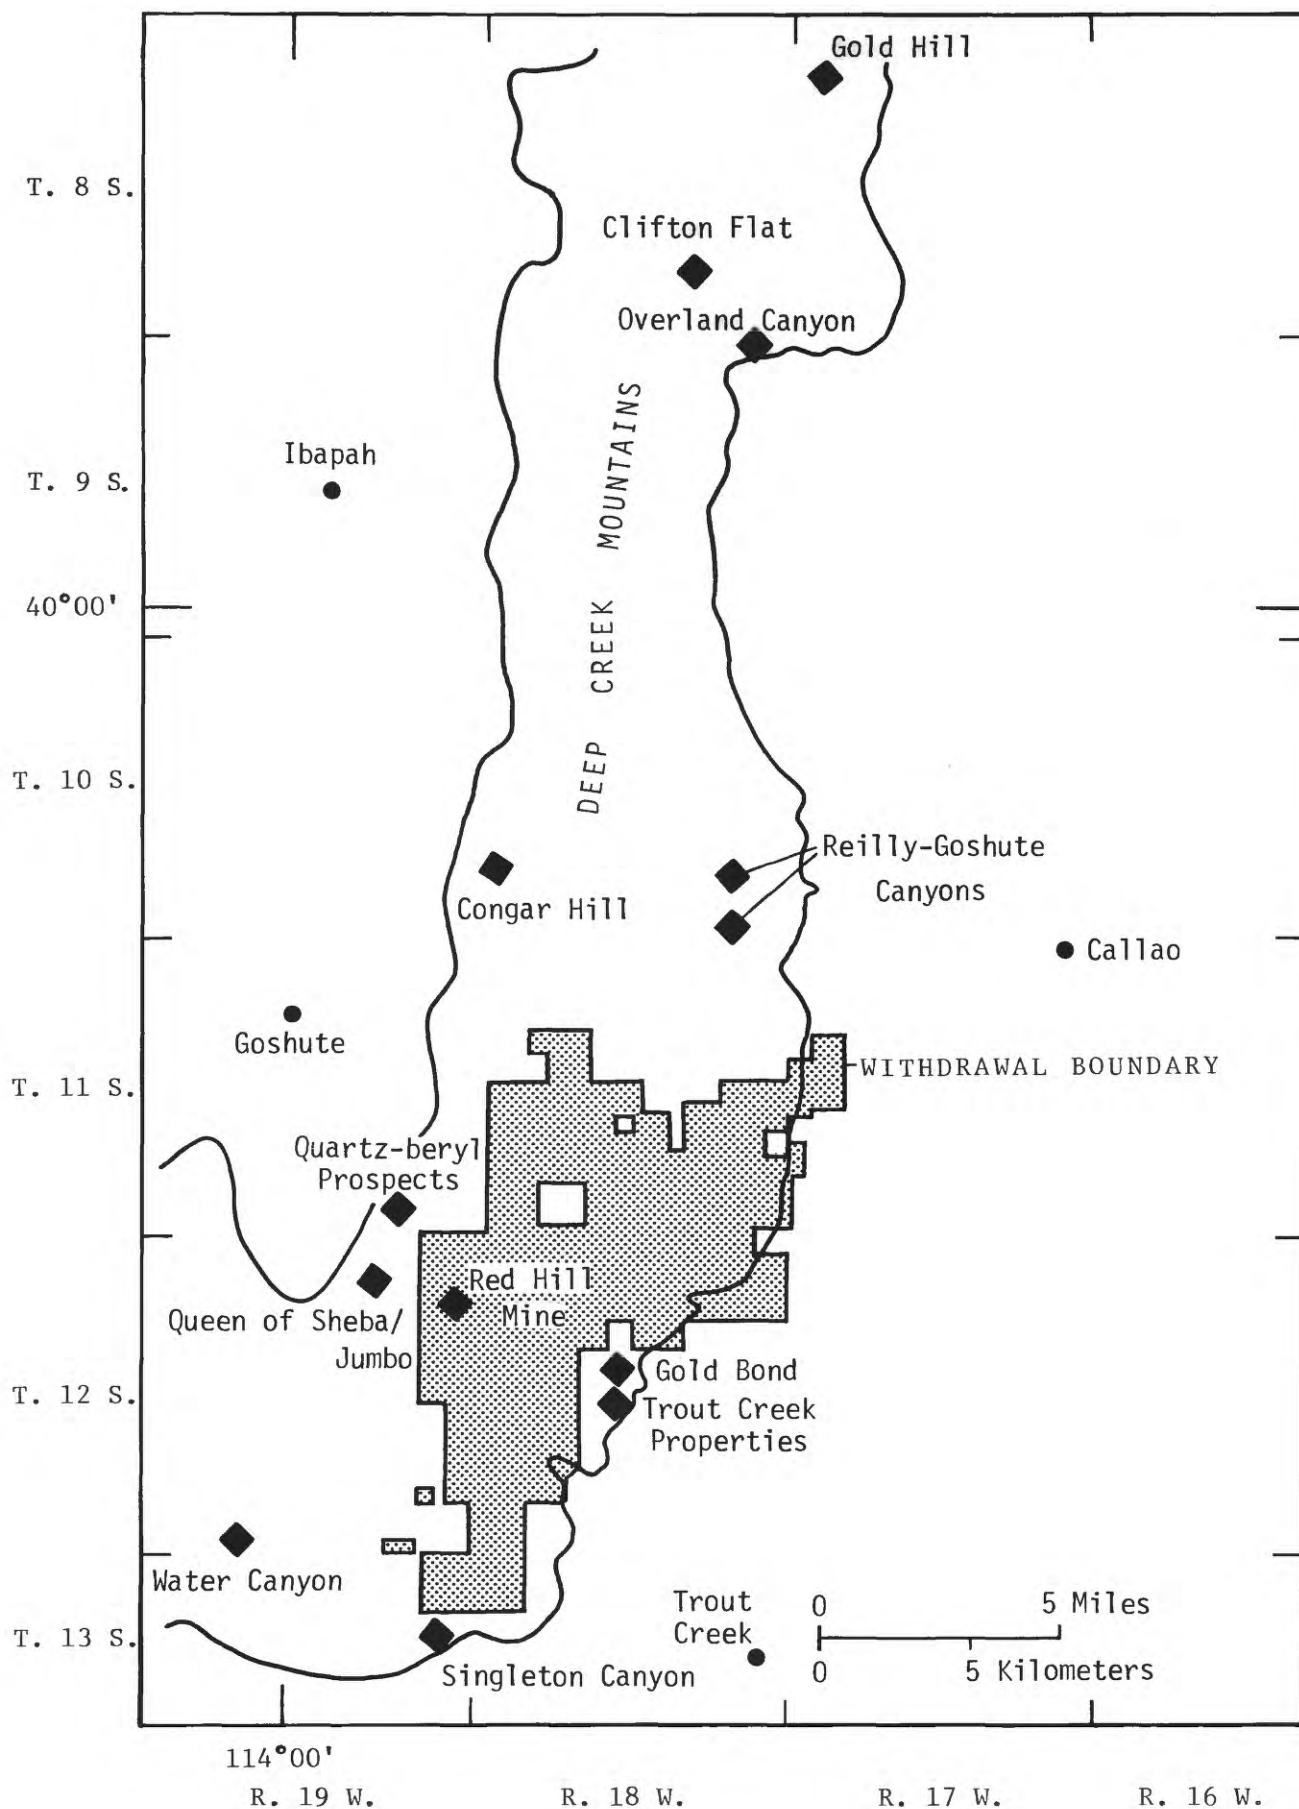 Gold Hill
T. 8 S.
Clifton Flat
Overland Canyon
DEEP CREEK MOUNTAINS
Ibapah
T. 9 S.
40°00'
T. 10 S.
Reilly-Goshute
Canyons
Congar Hill
Callao
Goshute
WITHDRAWAL BOUNDARY
T. 11 S.
Quartz-beryl
Prospects
Red Hill
Mine
Queen of Sheba/
Jumbo
Gold Bond
T. 12 S.
Trout Creek
Properties
Water Canyon
Trout
Creek
0 5 Miles
0 5 Kilometers
T. 13 S.
Singleton Canyon
114°00'
R. 19 W. R. 18 W. R. 17 W. R. 16 W.